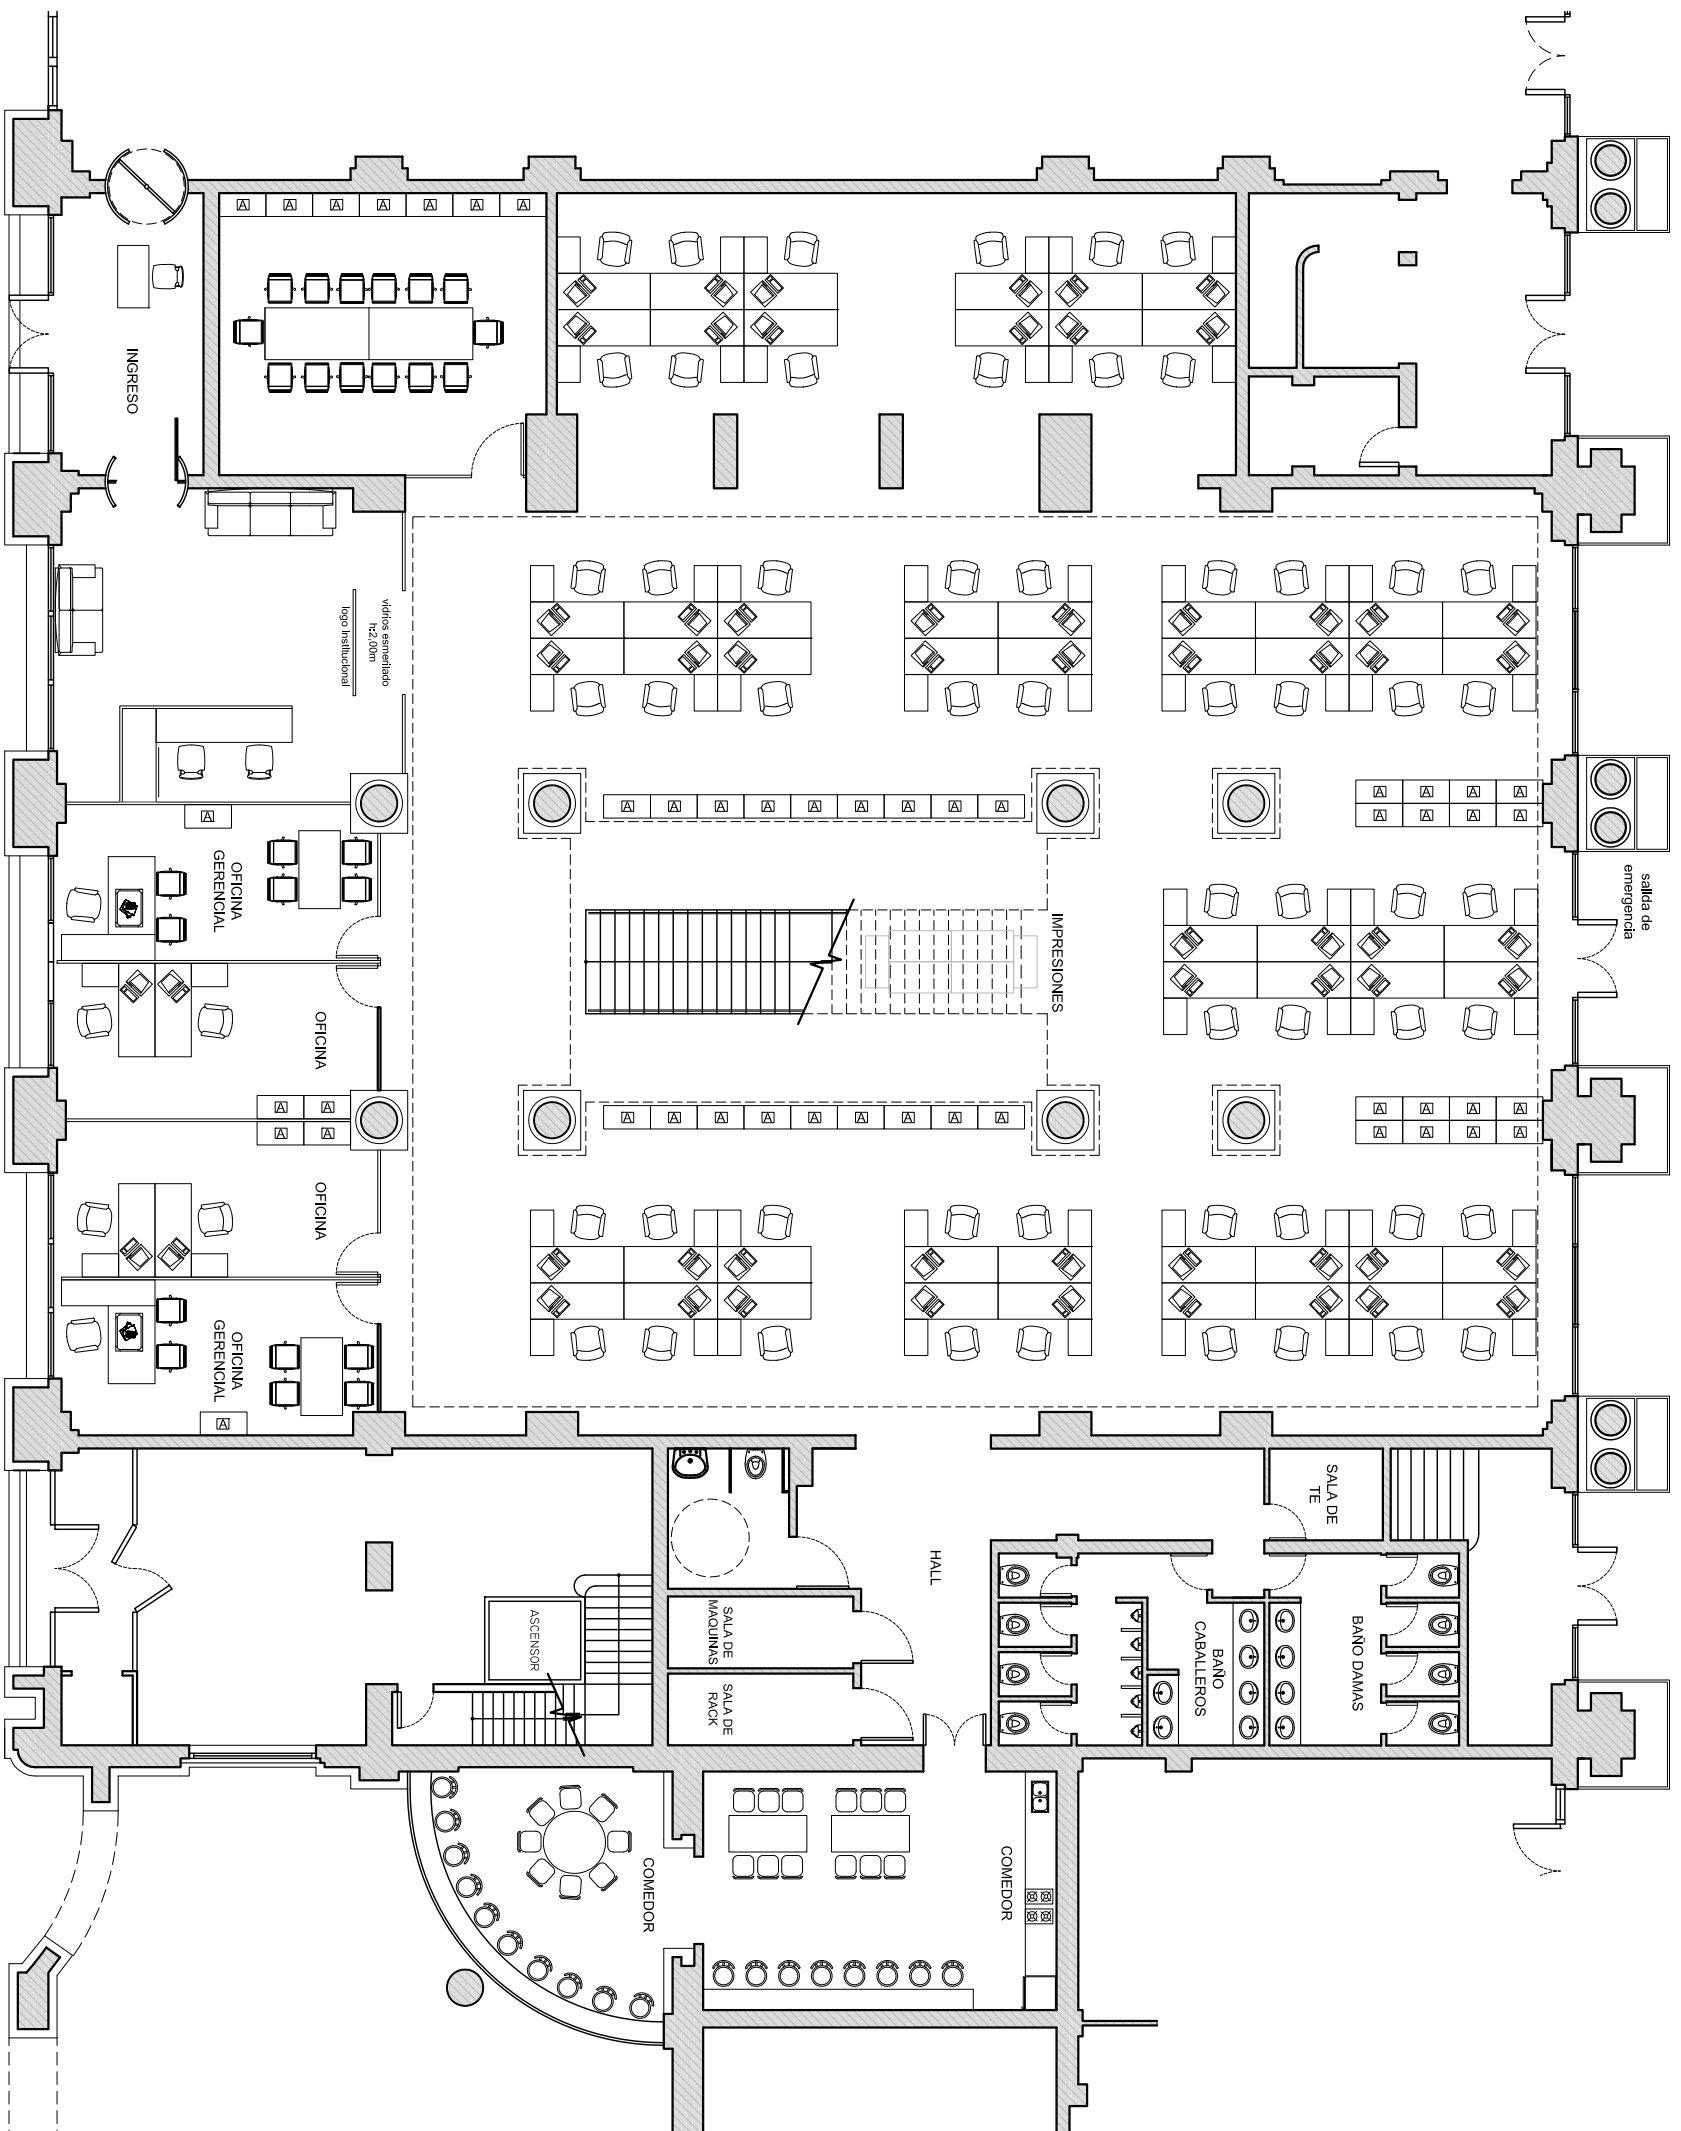 A A A A A A A
INGRESO
vidrios esmerilado
h:2,00m
logo Institucional
A A A A
A A A A
A A A A A A A A A
A
OFICINA
GERENCIAL
salida de
emergencia
IMPRESIONES
OFICINA
A A
A A
A A A A A A A A A
A A A A
A A A A
OFICINA
OFICINA
GERENCIAL
A
SALA DE
TE
HALL
ASCENSOR
SALA DE
MAQUINAS
SALA DE
RACK
BAÑO
CABALLEROS
BAÑO DAMAS
COMEDOR
COMEDOR